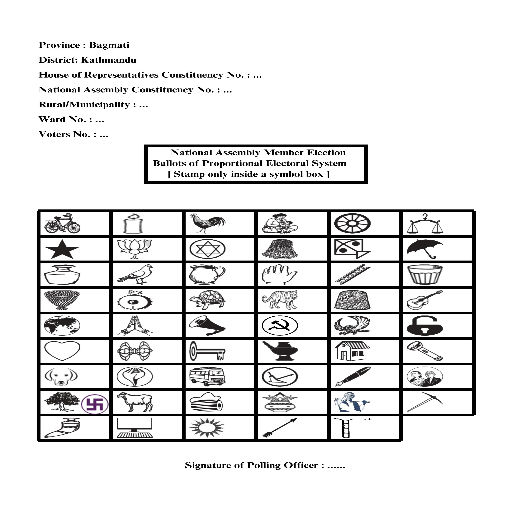 Province : Bagmati
District: Kathmandu
House of Representatives Constituency No. : ...
National Assembly Constituency No. : ...
Rural/Municipality : ...
Ward No. : ...
Voters No. : ...
National Assembly Member Election
Ballots of Proportional Electoral System
[ Stamp only inside a symbol box ]
Signature of Polling Officer : ......